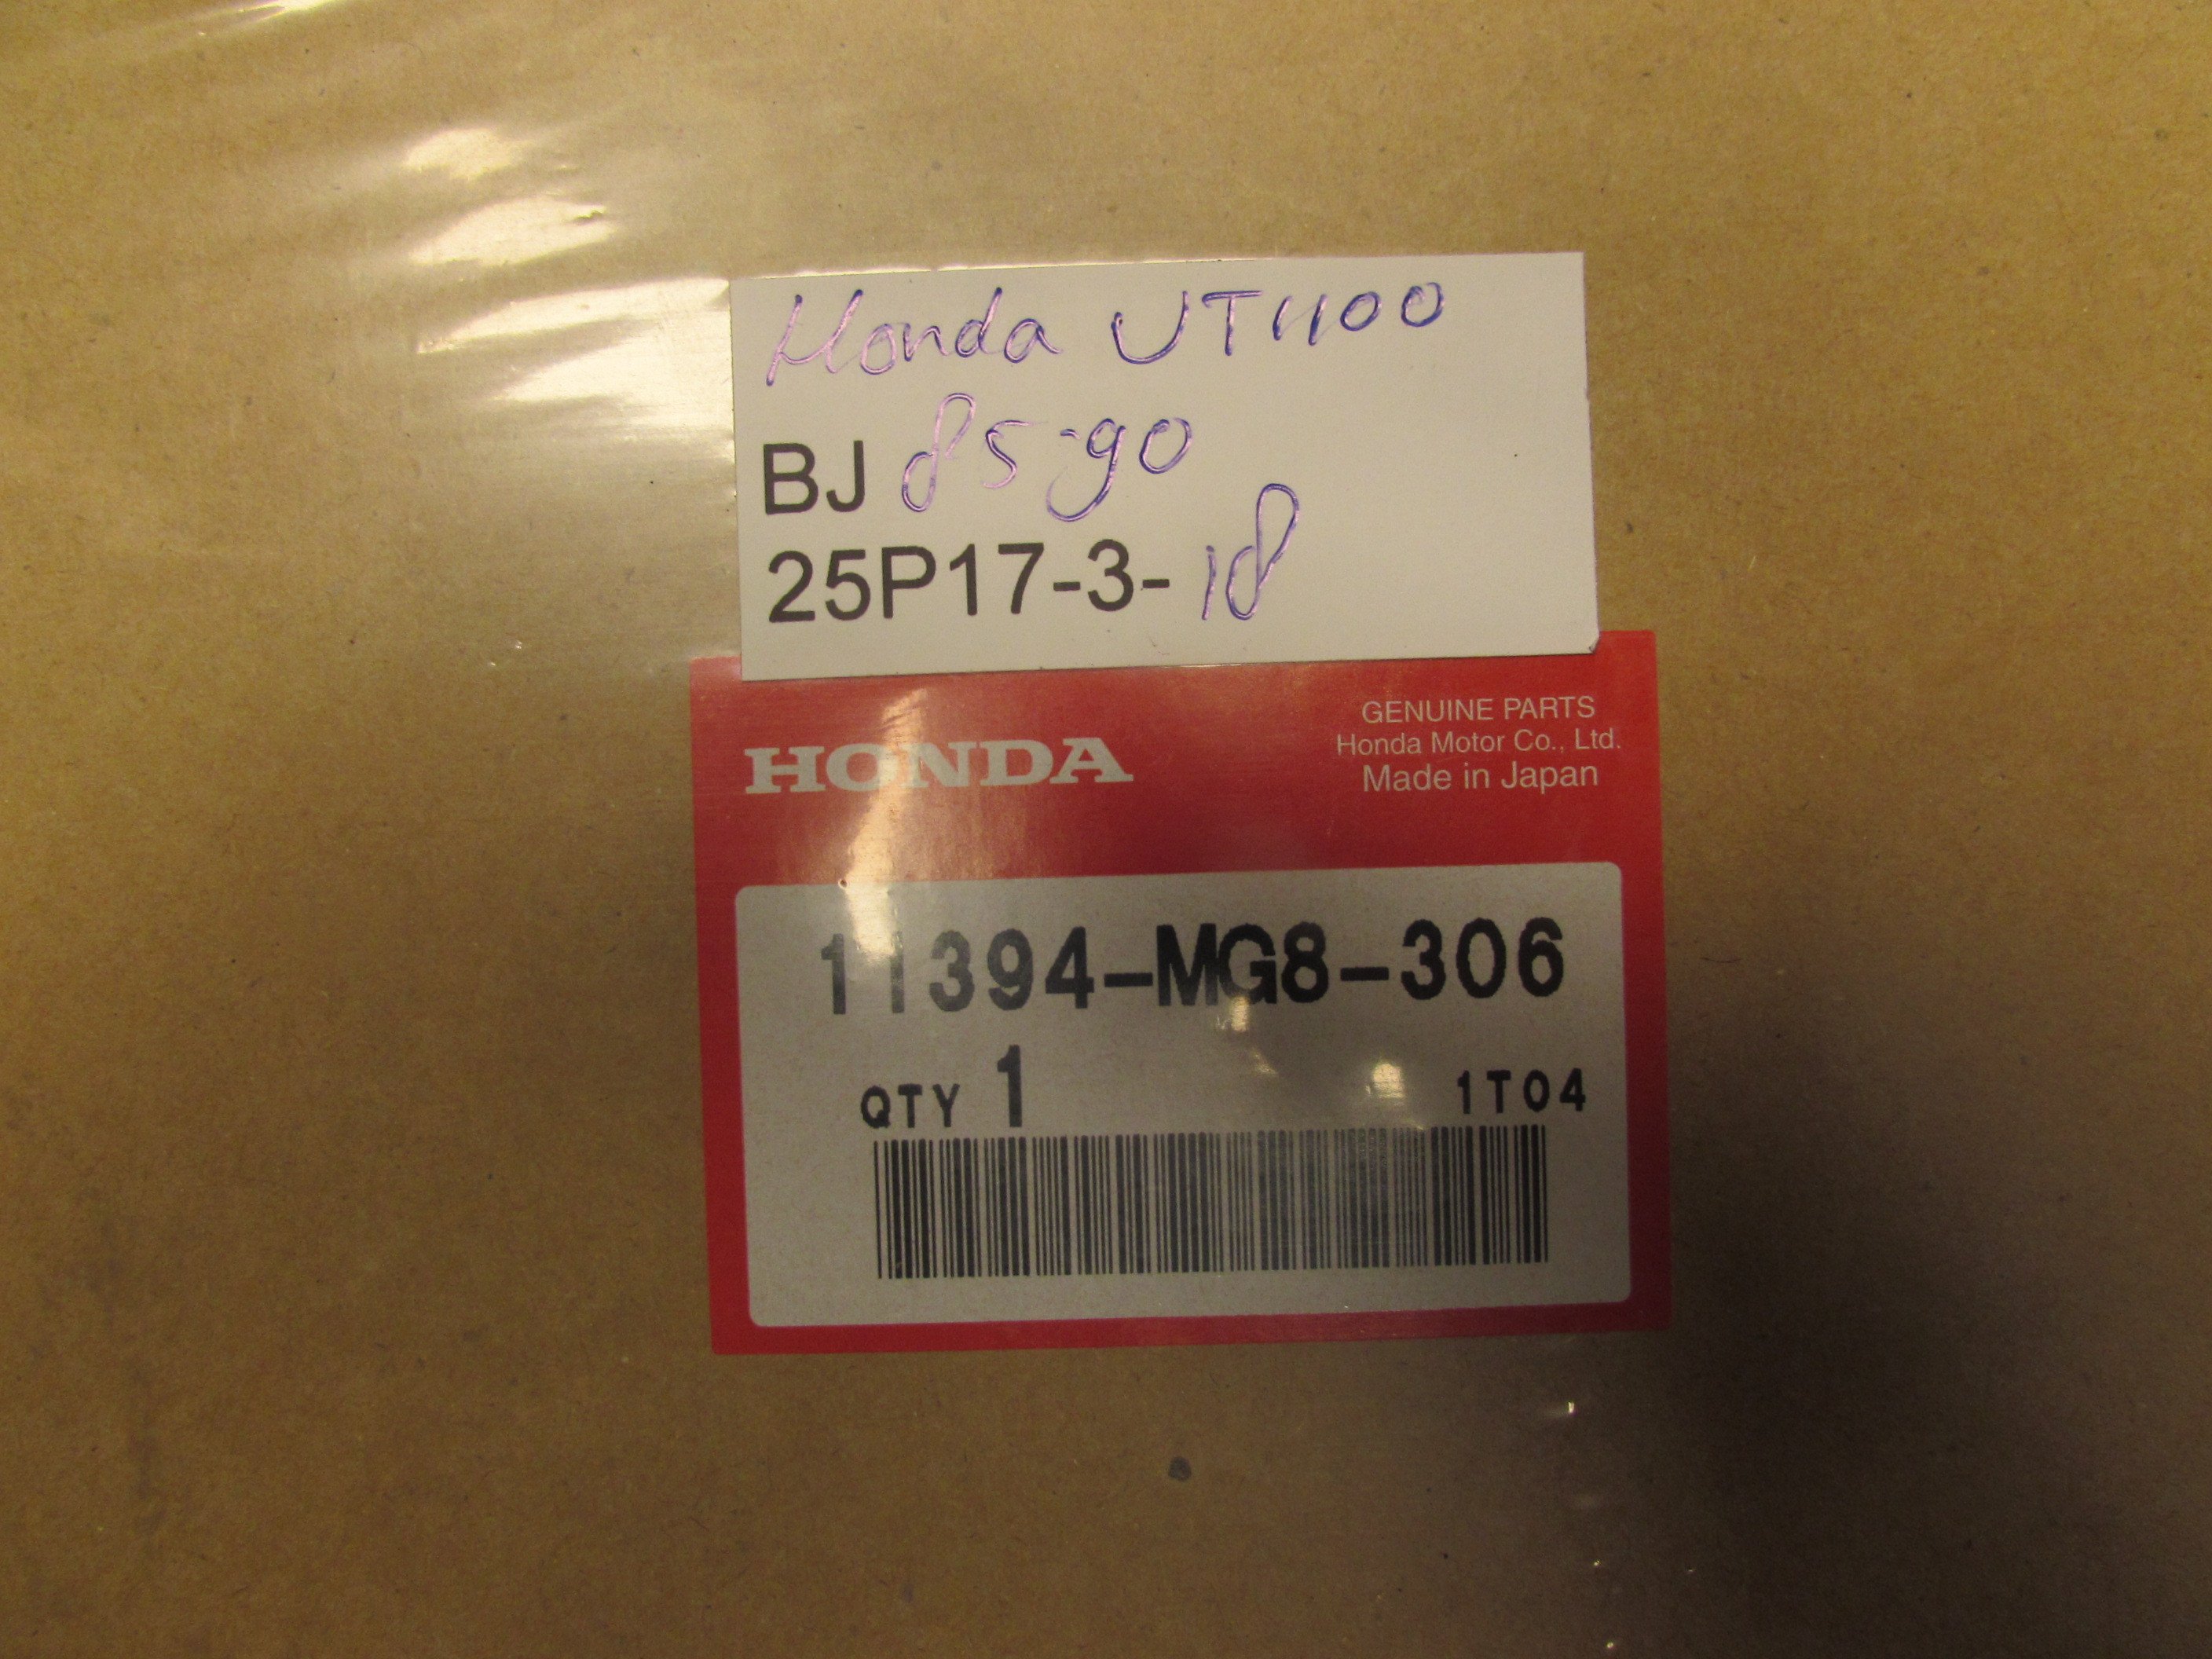 Honda VT1100
BJ 85-90
25P17-3-18
HONDA
GENUINE PARTS
Honda Motor Co., Ltd.
Made in Japan
11394-MG8-306
QTY 1 1T04